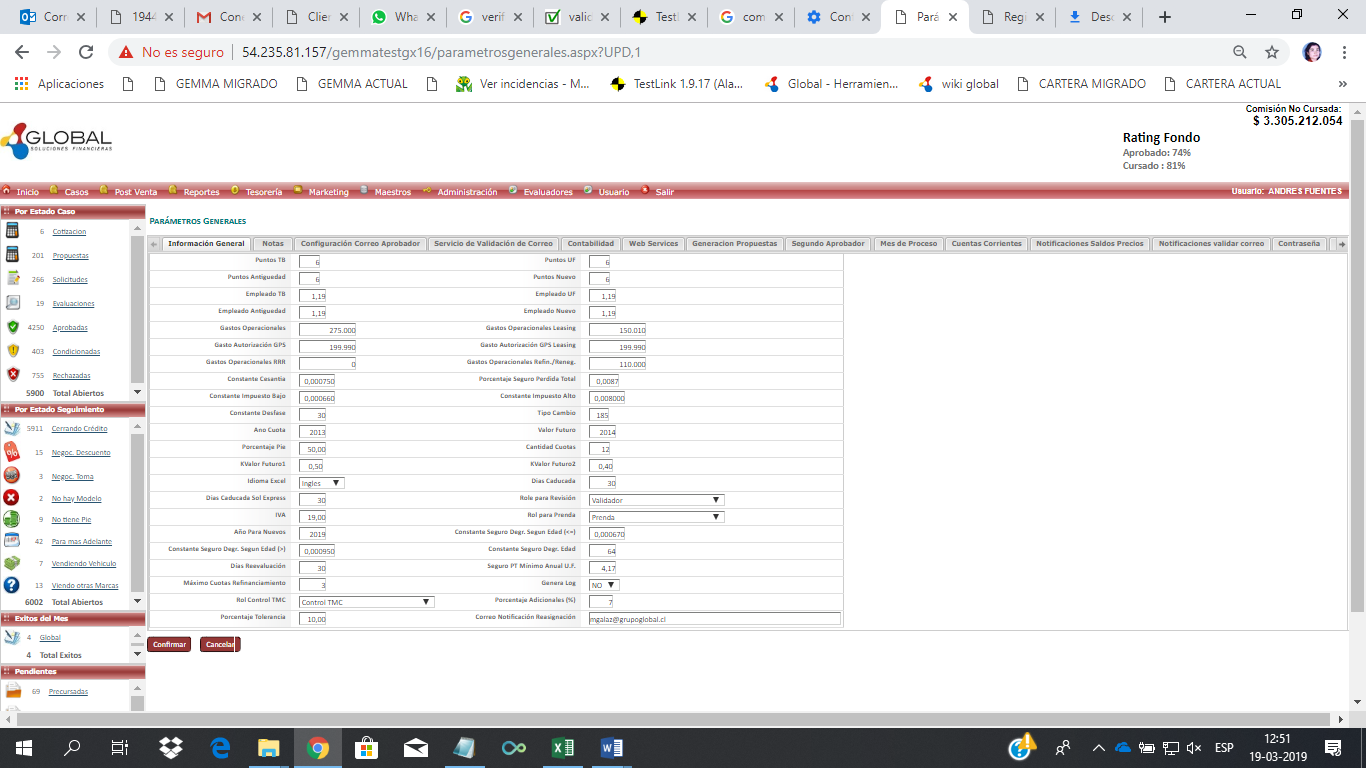 Corr
1944
Con
Clier
Wha
verif
valid
Testl
com
Con
Pará
Regi
Desc
No es seguro
54.235.81.157/gemmatestgx16/parametrosgenerales.aspx?UPD,1
Aplicaciones
GEMMA MIGRADO
GEMMA ACTUAL
Ver incidencias - M...
TestLink 1.9.17 (Ala...
Global - Herramien...
wiki global
CARTERA MIGRADO
CARTERA ACTUAL
»
Comisión No Cursada:
$ 3.305.212.054
GLOBAL
SOLUCIONES FINANCIERAS
Rating Fondo
Aprobado: 74%
Cursado : 81%
Inicio Casos Post Venta Reportes Tesorería Marketing Maestros Administración Evaluadores Usuario Salir
Usuario: ANDRES FUENTES
Por Estado Caso
6 Cotizacion
201 Propuestas
266 Solicitudes
19 Evaluaciones
4250 Aprobadas
403 Condicionadas
755 Rechazadas
5900 Total Abiertos
Por Estado Seguimiento
5911 Cerrando Crédito
15 Negoc. Descuento
3 Negoc. Toma
2 No hay Modelo
9 No tiene Pie
42 Para mas Adelante
7 Vendiendo Vehiculo
13 Viendo otras Marcas
6002 Total Abiertos
Exitos del Mes
4 Global
4 Total Exitos
Pendientes
69 Precursadas
PARÁMETROS GENERALES
Información General
Notas
Configuración Correo Aprobador
Servicio de Validación de Correo
Contabilidad
Web Services
Generacion Propuestas
Segundo Aprobador
Mes de Proceso
Cuentas Corrientes
Notificaciones Saldos Precios
Notificaciones validar correo
Contraseña
Puntos TB 6 Puntos UF 6
Puntos Antiguedad 6 Puntos Nuevo 6
Empleado TB 1,19 Empleado UF 1,19
Empleado Antiguedad 1,19 Empleado Nuevo 1,19
Gastos Operacionales 275.000 Gastos Operacionales Leasing 150.010
Gasto Autorización GPS 199.990 Gasto Autorización GPS Leasing 199.990
Gastos Operacionales RRR 0 Gastos Operacionales Refin./Reneg. 110.000
Constante Cesantia 0,000750 Porcentaje Seguro Perdida Total 0,0087
Constante Impuesto Bajo 0,000660 Constante Impuesto Alto 0,008000
Constante Desfase 30 Tipo Cambio 185
Ano Cuota 2013 Valor Futuro 2014
Porcentaje Pie 50,00 Cantidad Cuotas 12
KValor Futuro1 0,50 KValor Futuro2 0,40
Idioma Excel Ingles Dias Caducada 30
Dias Caducada Sol Express 30 Role para Revisión Validador
IVA 19,00 Rol para Prenda Prenda
Año Para Nuevos 2019 Constante Seguro Degr. Segun Edad (<=) 0,000670
Constante Seguro Degr. Segun Edad (>) 0,000950 Constante Seguro Degr. Edad 64
Días Reevaluación 30 Seguro PT Mínimo Anual U.F. 4,17
Máximo Cuotas Refinanciamiento 3 Genera Log NO
Rol Control TMC Control TMC Porcentaje Adicionales (%) 7
Porcentaje Tolerancia 10,00 Correo Notificación Reasignación mgalaz@grupoglobal.cl
Confirmar
Cancelar
ESP
12:51
19-03-2019